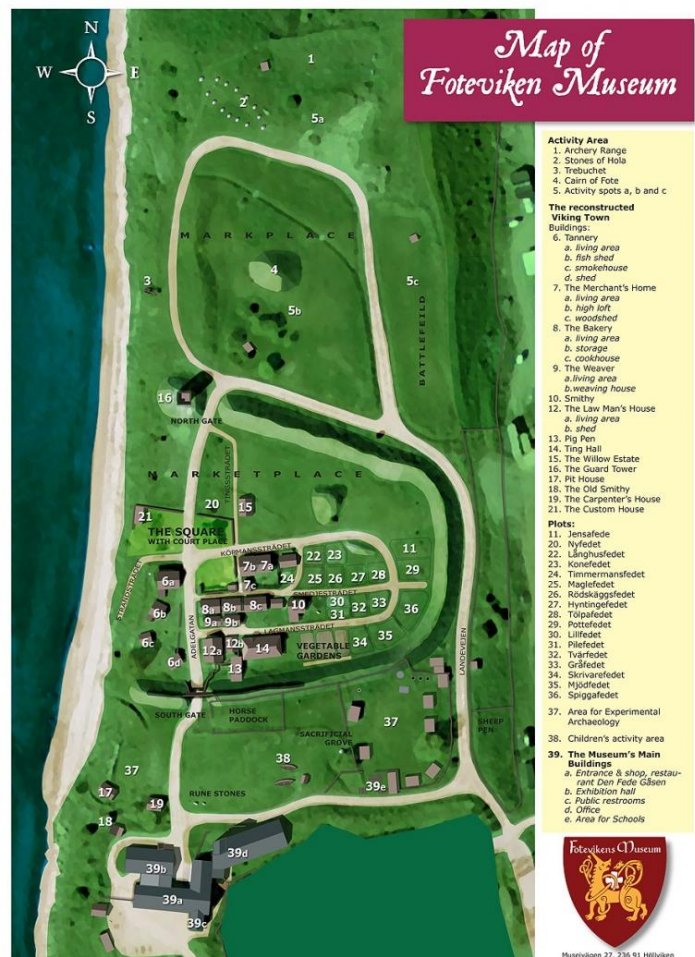 Map of
Foteviken Museum
N
W E
S
1
2
5a
MARKPLACE
4
3
5c
5b
BATTLEFEILD
16
NORTH GATE
MARKETPLACE
20
15
21
THE SQUARE
WITH COURT PLACE
KÖPMANSSTRÄDET
22 23
11
7b 7a
7c
24
25 26 27 28
29
6a
SMEDJESTRÄDET
8a 8b 8c
10
30
31
32
33
36
6b
9a 9b
LAGMANSSTRÄDET
ADELGATAN
6c
12a
12b
14
VEGETABLE
GARDENS
34
35
6d
13
LANDEVEJEN
SOUTH GATE
HORSE
PADDOCK
37
SACRIFICIAL
GROVE
SHEEP
PEN
37
38
39e
17
19
RUNE STONES
18
39b
39d
39a
39c
Activity Area
1. Archery Range
2. Stones of Hola
3. Trebuchet
4. Cairn of Fote
5. Activity spots a, b and c
The reconstructed
Viking Town
Buildings:
6. Tannery
a. living area
b. fish shed
c. smokehouse
d. shed
7. The Merchant's Home
a. living area
b. high loft
c. woodshed
8. The Bakery
a. living area
b. storage
c. cookhouse
9. The Weaver
a.living area
b.weaving house
10. Smithy
12. The Law Man's House
a. living area
b. shed
13. Pig Pen
14. Ting Hall
15. The Willow Estate
16. The Guard Tower
17. Pit House
18. The Old Smithy
19. The Carpenter's House
21. The Custom House
Plots:
11. Jensafede
20. Nyfedet
22. Långhusfedet
23. Konefedet
24. Timmermansfedet
25. Maglefedet
26. Rödskäggsfedet
27. Hyntingefedet
28. Tölpafedet
29. Pottefedet
30. Lillfedet
31. Pilefedet
32. Tvärfedet
33. Gråfedet
34. Skrivarefedet
35. Mjödfedet
36. Spiggafedet
37. Area for Experimental
Archaeology
38. Children's activity area
39. The Museum's Main
Buildings
a. Entrance & shop, restau-
rant Den Fede Gåsen
b. Exhibition hall
c. Public restrooms
d. Office
e. Area for Schools
Fotevikens Museum
Museivägen 27, 236 91 Höllviken